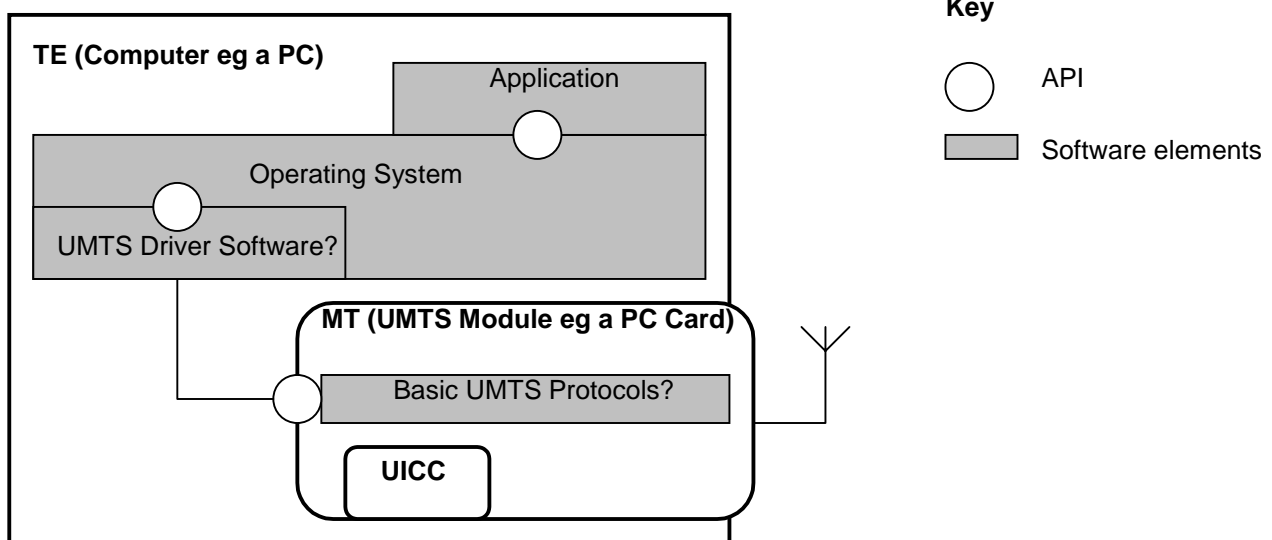 TE (Computer eg a PC)
Application
Operating System
UMTS Driver Software?
MT (UMTS Module eg a PC Card)
Basic UMTS Protocols?
UICC
Key
API
Software elements